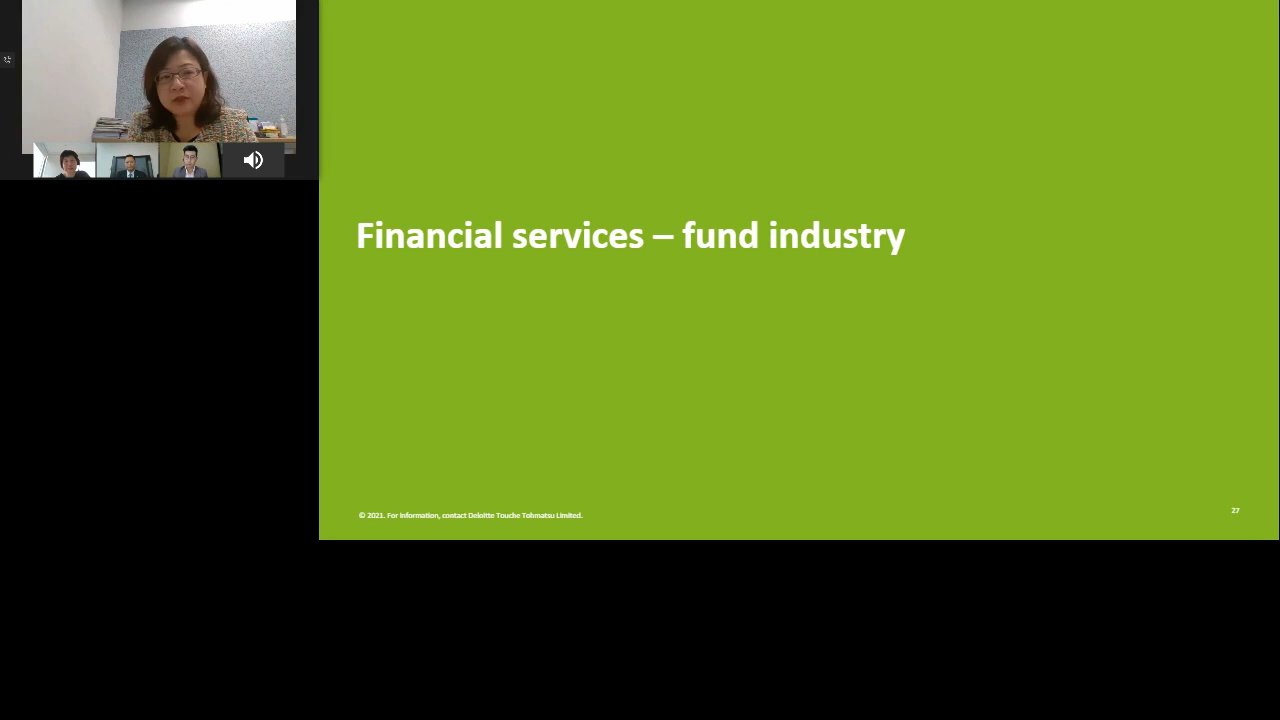 Financial services – fund industry
© 2021. For information, contact Deloitte Touche Tohmatsu Limited.
27